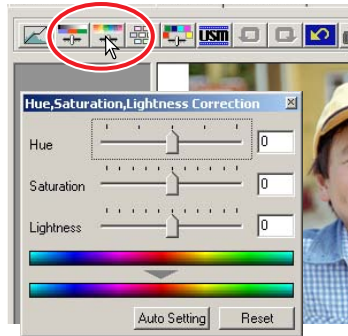 USM
Hue,Saturation,Lightness Correction
Hue 0
Saturation 0
Lightness 0
Auto Setting Reset